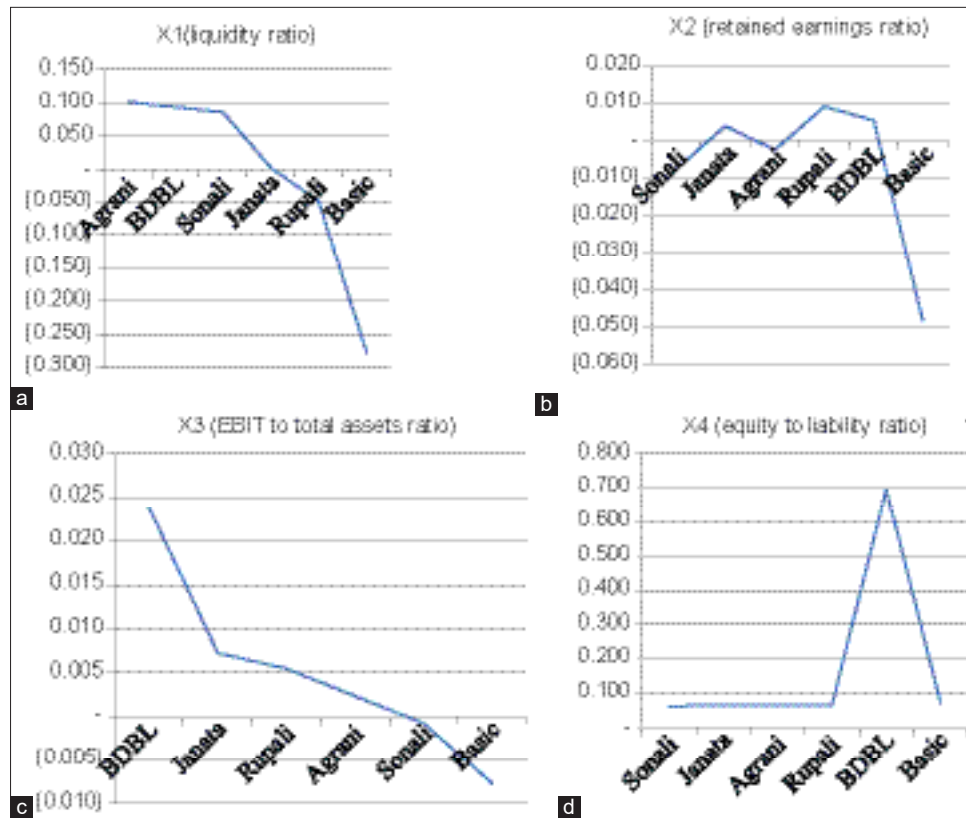 X1(liquidity ratio)
0.150
0.100
0.050
-
(0.050)
(0.100)
(0.150)
(0.200)
(0.250)
(0.300)
Agrani
BDBL
Sonali
Janata
Rupali
Basic
a
X2 (retained earnings ratio)
0.020
0.010
-
(0.010)
(0.020)
(0.030)
(0.040)
(0.050)
(0.060)
Sonali
Janata
Agrani
Rupali
BDBL
Basic
b
X3 (EBIT to total assets ratio)
0.030
0.025
0.020
0.015
0.010
0.005
-
(0.005)
(0.010)
BDBL
Janata
Rupali
Agrani
Sonali
Basic
c
X4 (equity to liability ratio)
0.800
0.700
0.600
0.500
0.400
0.300
0.200
0.100
-
Sonali
Janata
Agrani
Rupali
BDBL
Basic
d